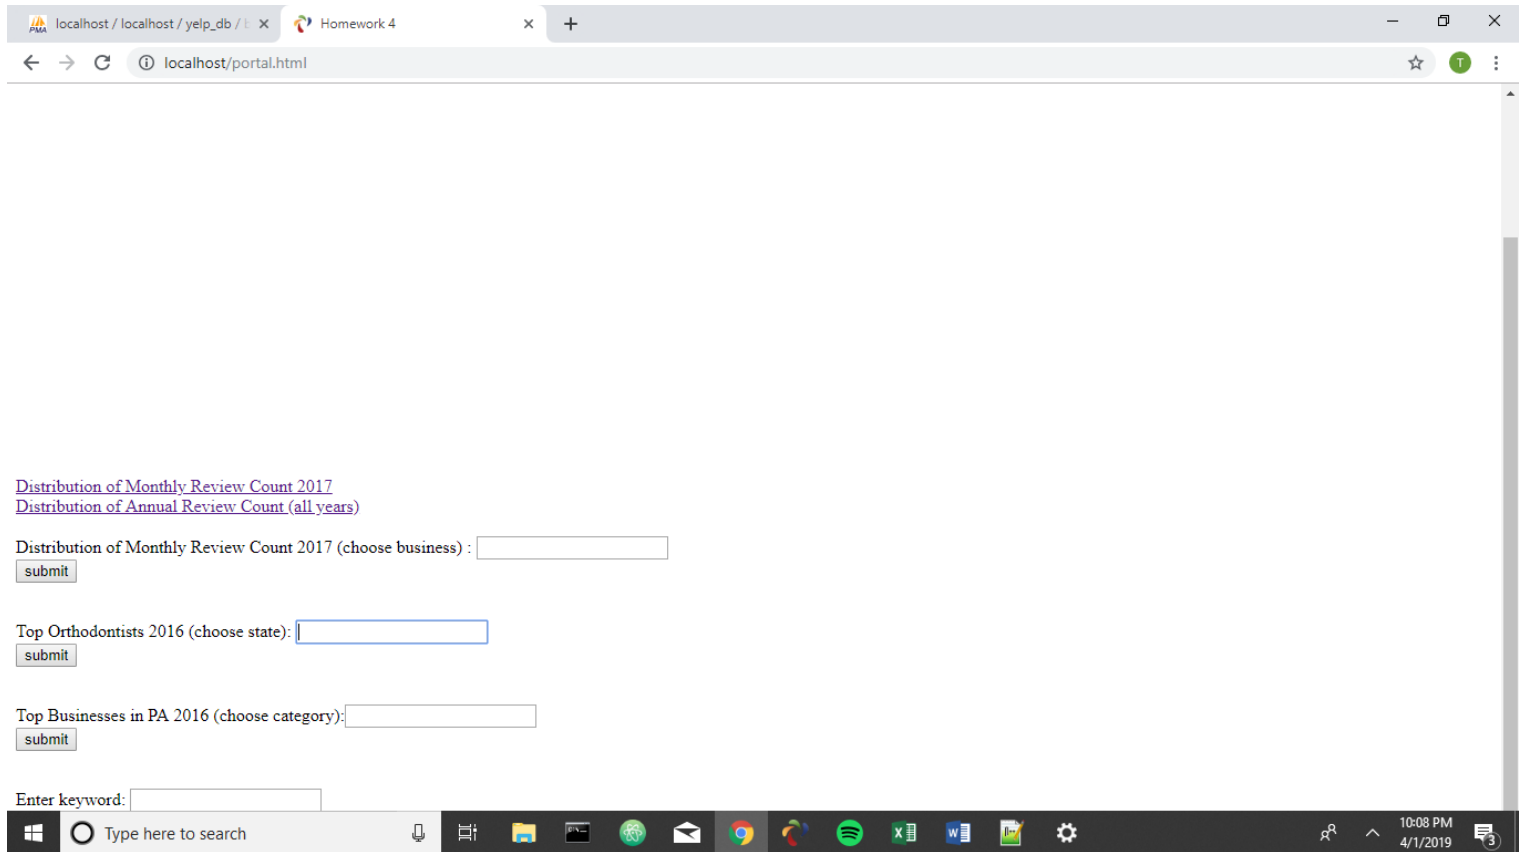 localhost / localhost / yelp_db /
Homework 4
localhost/portal.html
T
Distribution of Monthly Review Count 2017
Distribution of Annual Review Count (all years)
Distribution of Monthly Review Count 2017 (choose business) :
submit
Top Orthodontists 2016 (choose state):
submit
Top Businesses in PA 2016 (choose category):
submit
Enter keyword:
Type here to search
10:08 PM
4/1/2019
3